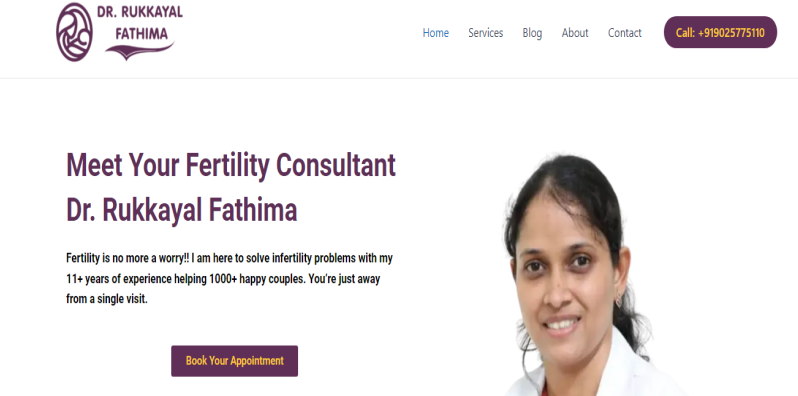 DR. RUKKAYAL
FATHIMA
Home Services Blog About Contact Call: +919025775110
Meet Your Fertility Consultant
Dr. Rukkayal Fathima
Fertility is no more a worry!! I am here to solve infertility problems with my
11+ years of experience helping 1000+ happy couples. You're just away
from a single visit.
Book Your Appointment